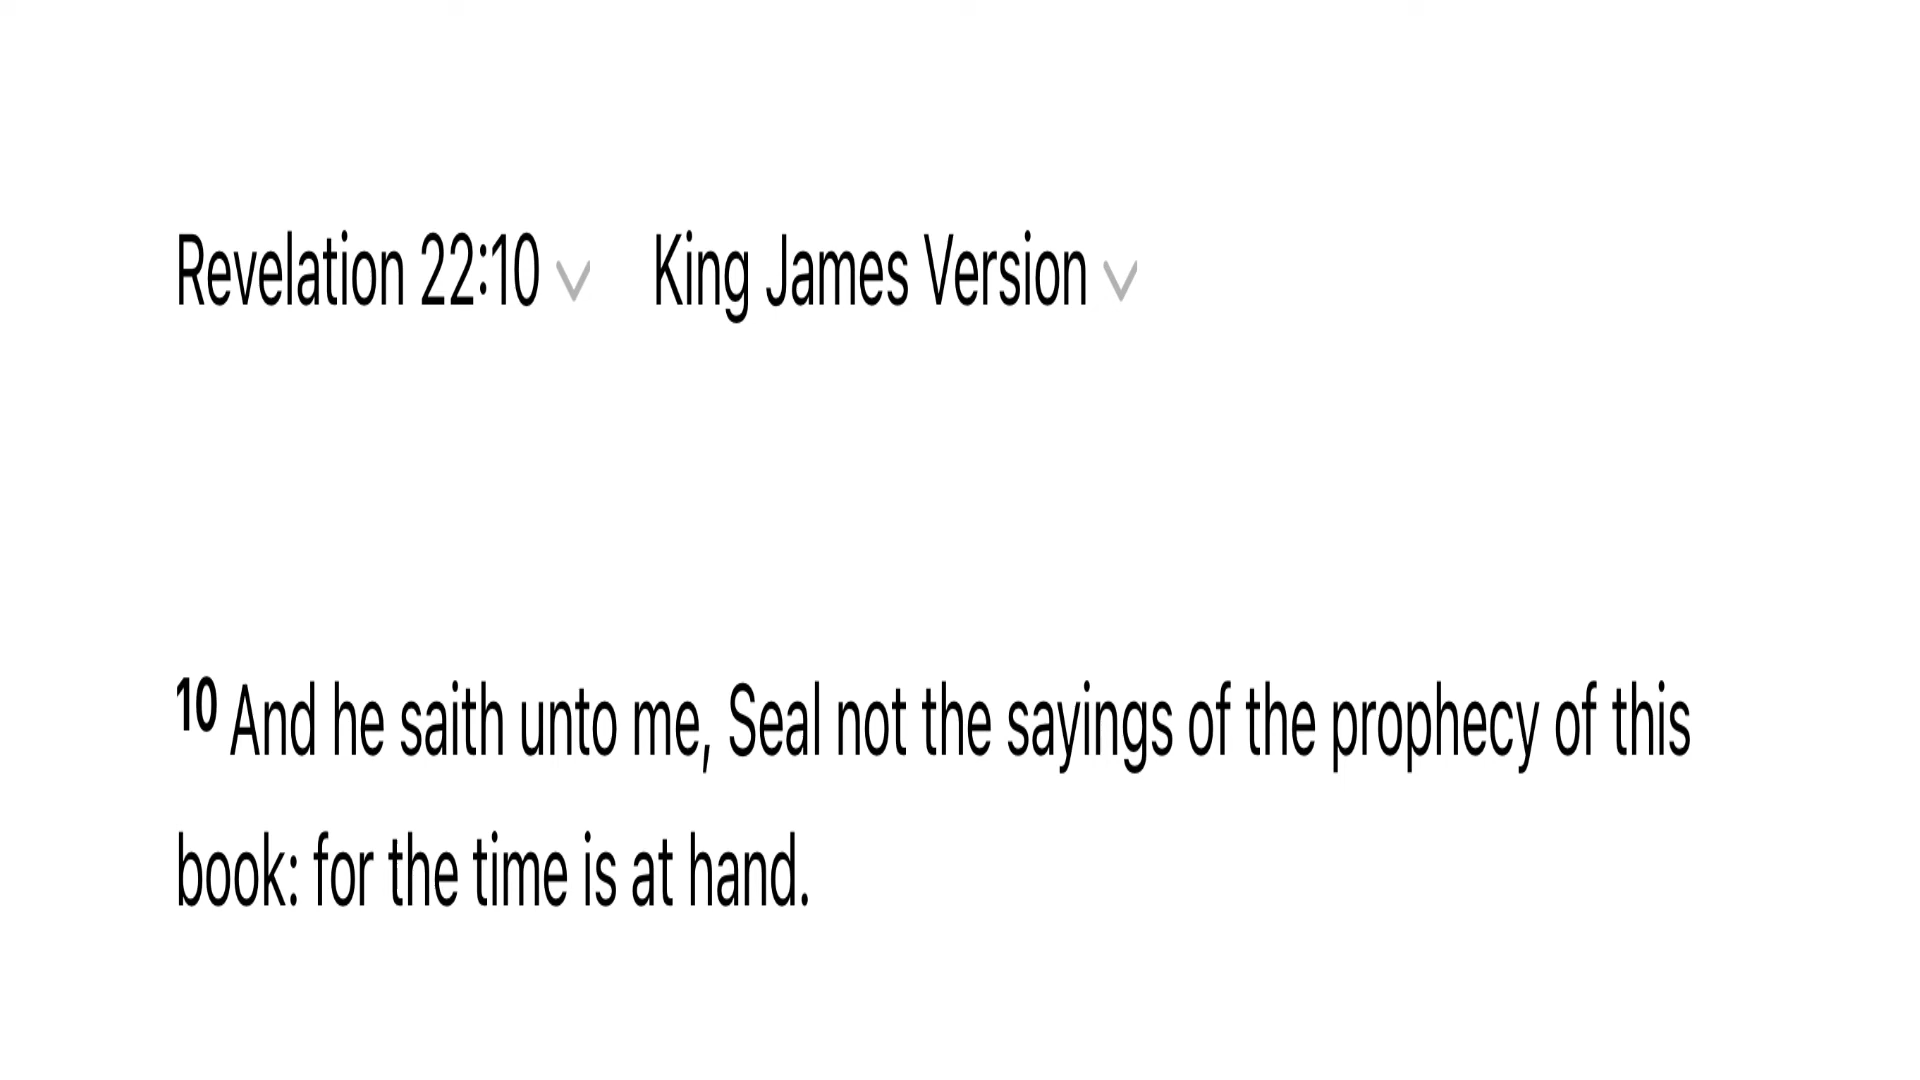 Revelation 22:10 King James Version
10 And he saith unto me, Seal not the sayings of the prophecy of this
book: for the time is at hand.